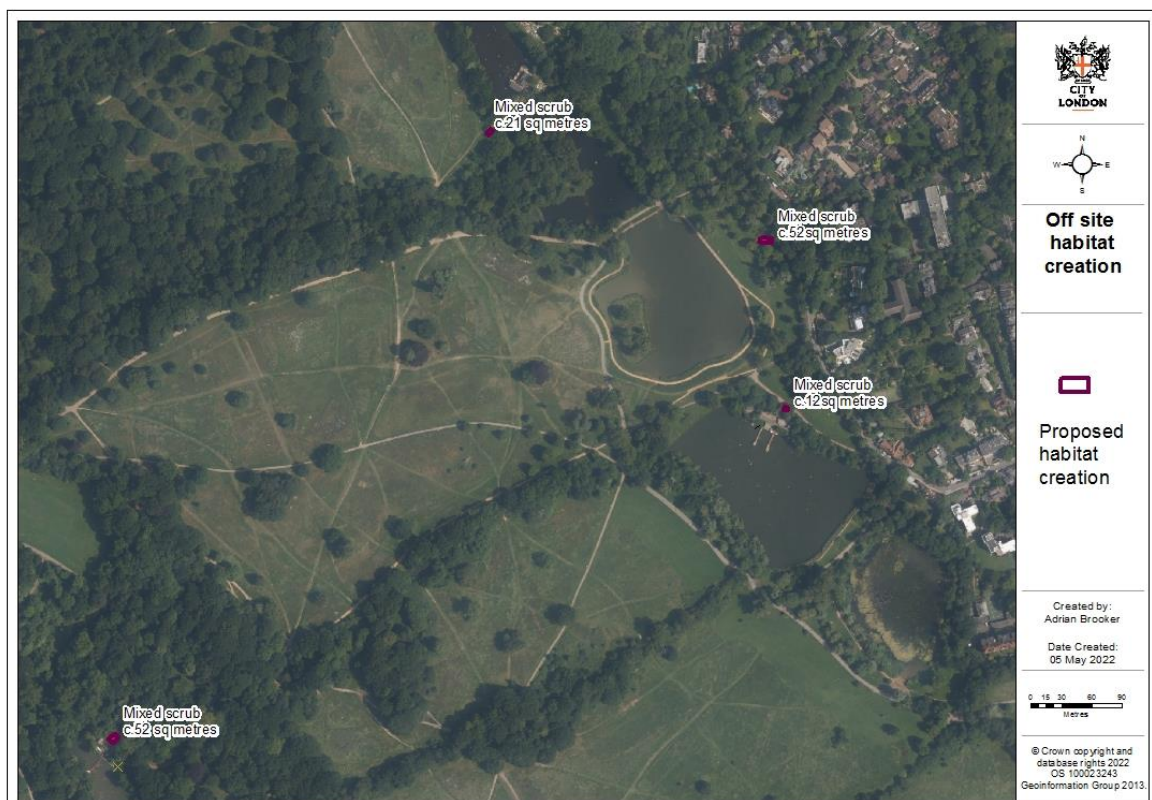 Mixed scrub
c.21 sq metres
Mixed scrub
c.52sq metres
Mixed scrub
c.12sq metres
Mixed scrub
c.52 sq metres
CITY
OF
LONDON
N
W
E
S
Off site
habitat
creation
Proposed
habitat
creation
Created by:
Adrian Brooker
Date Created:
05 May 2022
0 15 30 60 90
Metres
© Crown copyright and
database rights 2022
OS 100023243
Geoinformation Group 2013.